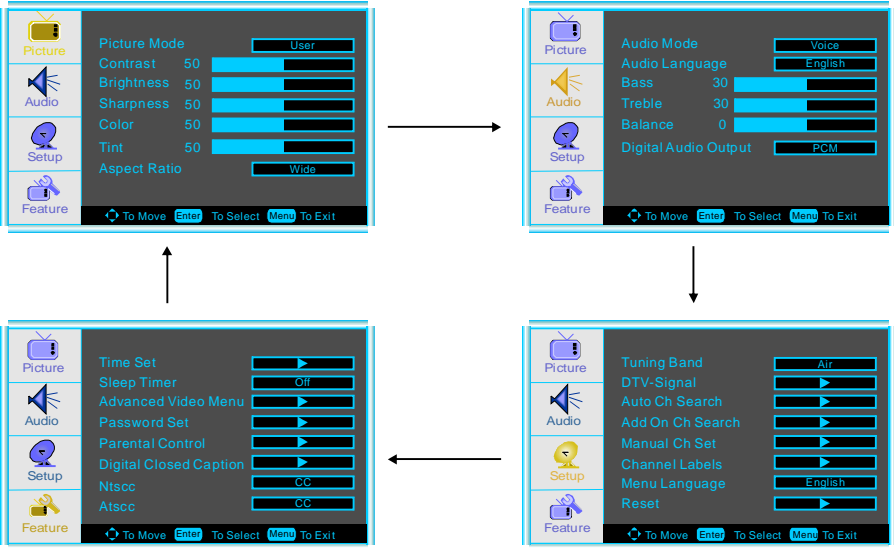 Picture
Audio
Setup
Feature
Picture Mode User
Contrast 50
Brightness 50
Sharpness 50
Color 50
Tint 50
Aspect Ratio Wide
To Move Enter To Select Menu To Exit
Picture
Audio
Setup
Feature
Audio Mode Voice
Audio Language English
Bass 30
Treble 30
Balance 0
Digital Audio Output PCM
To Move Enter To Select Menu To Exit
Picture
Audio
Setup
Feature
Time Set
Sleep Timer Off
Advanced Video Menu
Password Set
Parental Control
Digital Closed Caption
Ntscc CC
Atscc CC
To Move Enter To Select Menu To Exit
Picture
Audio
Setup
Feature
Tuning Band Air
DTV-Signal
Auto Ch Search
Add On Ch Search
Manual Ch Set
Channel Labels
Menu Language English
Reset
To Move Enter To Select Menu To Exit